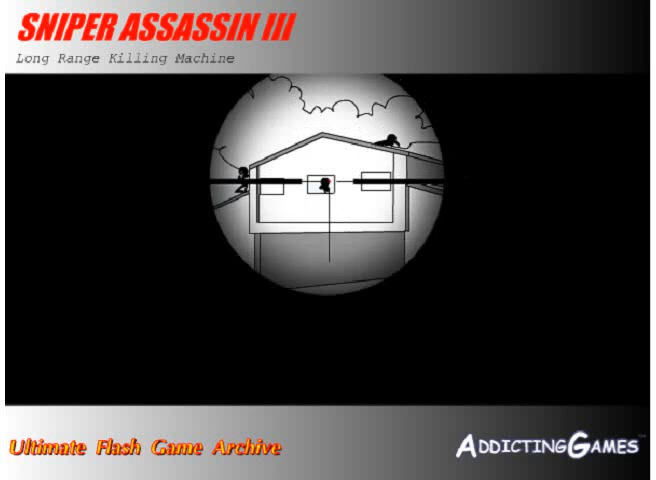 SNIPER ASSASSIN III
Long Range Killing Machine
Ultimate Flash Game Archive
ADDICTINGGAMES